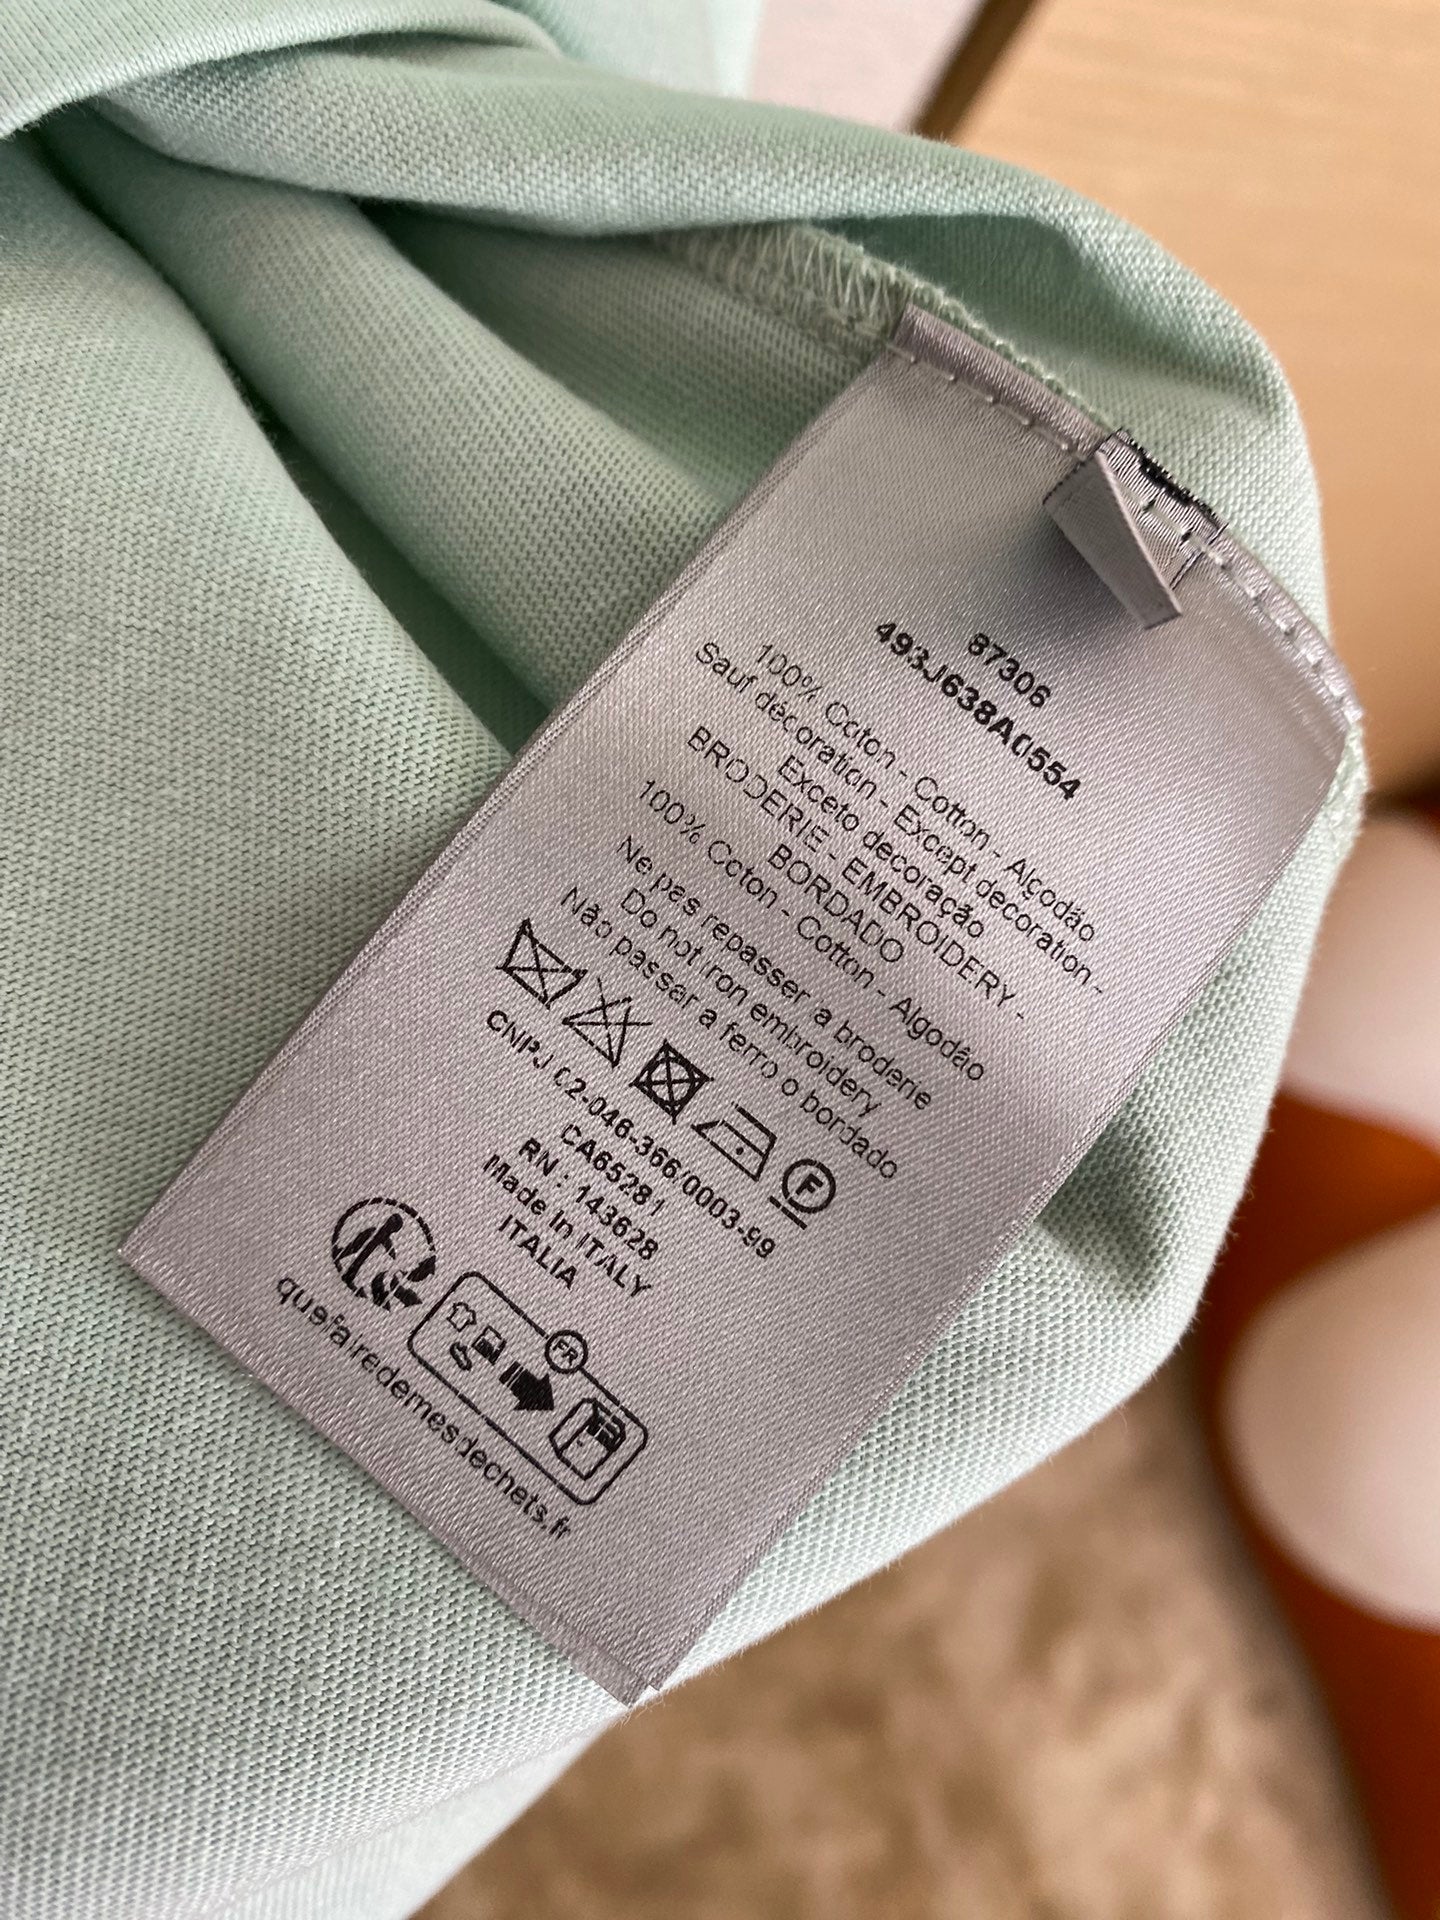 87306
493J638A0554
100% Coton - Cotton - Algodão
Sauf décoration - Except decoration -
Exceto decoração
BRODERIE - EMBROIDERY -
BORDADO
100% Coton - Cotton - Algodão
Ne pas repasser a broderie
Do not iron embroidery
Não passar a ferro o bordado
F
CNPJ 02-046-366/0003-99
CA65281
RN : 143628
Made In ITALY
ITALIA
FR
quefairedemesdechets.fr